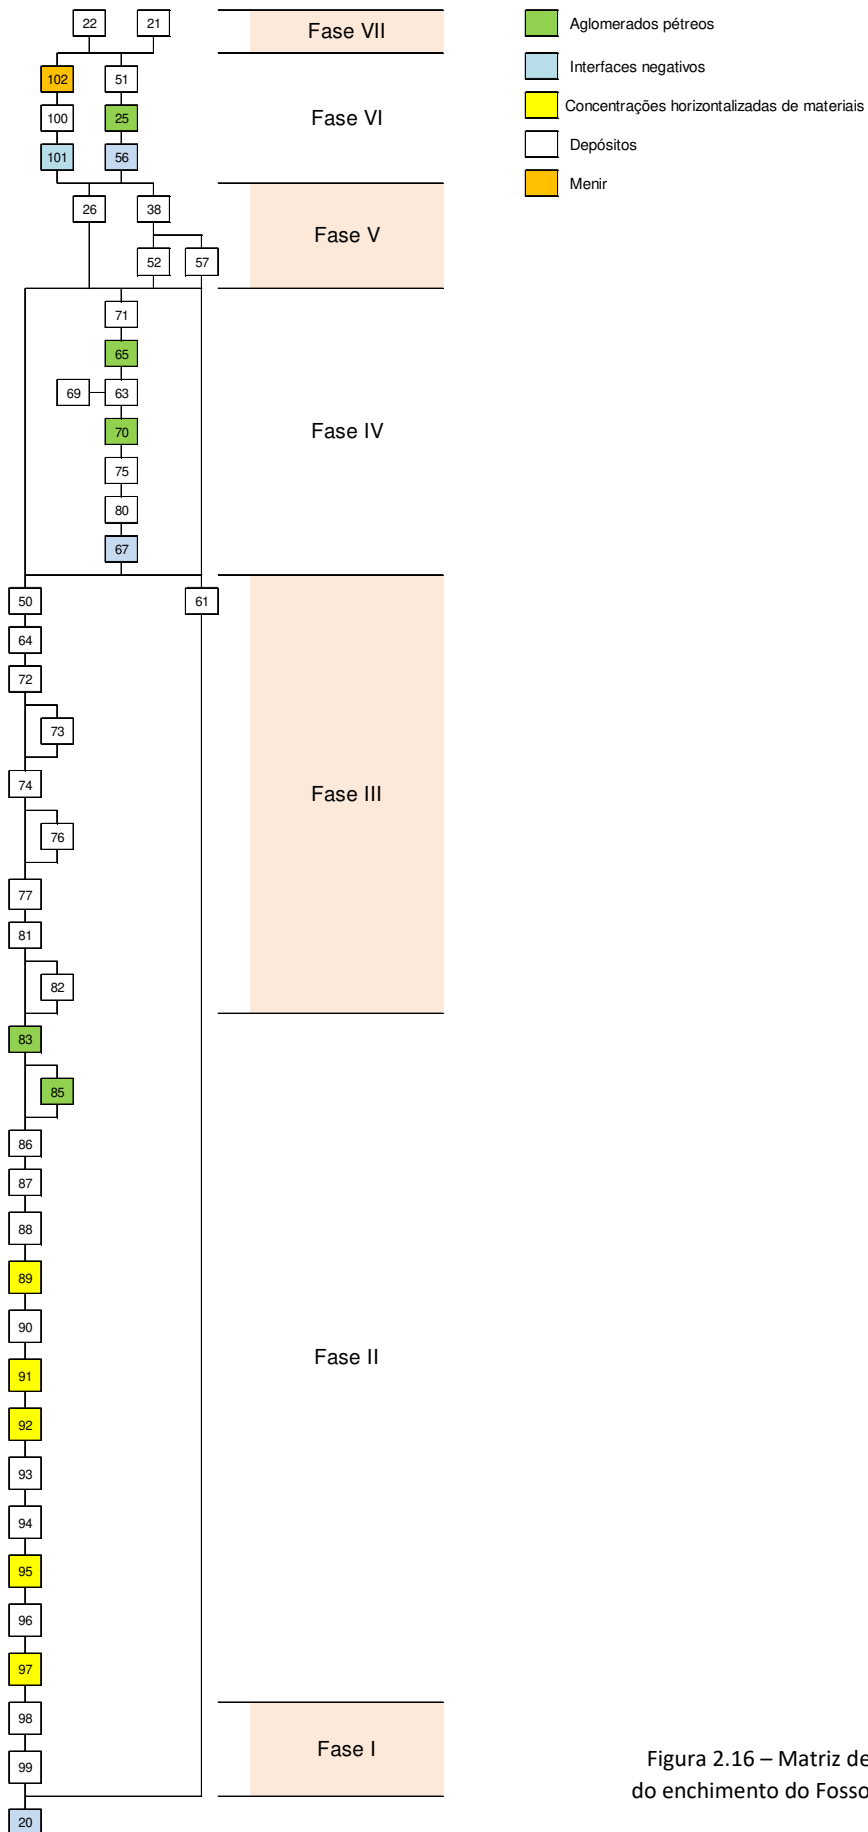 22 21 Fase VII Aglomerados pétreos
102 51 Interfaces negativos
100 25 Fase VI Concentrações horizontalizadas de materiais
101 56 Depósitos
Menir
26 38
Fase V
52 57
71
65
69 63
Fase IV
70
75
80
67
50 61
64
72
73
74
Fase III
76
77
81
82
83
85
86
87
88
89
90
Fase II
91
92
93
94
95
96
97
98
Fase I
99
20
Figura 2.16 – Matriz de
do enchimento do Fosso